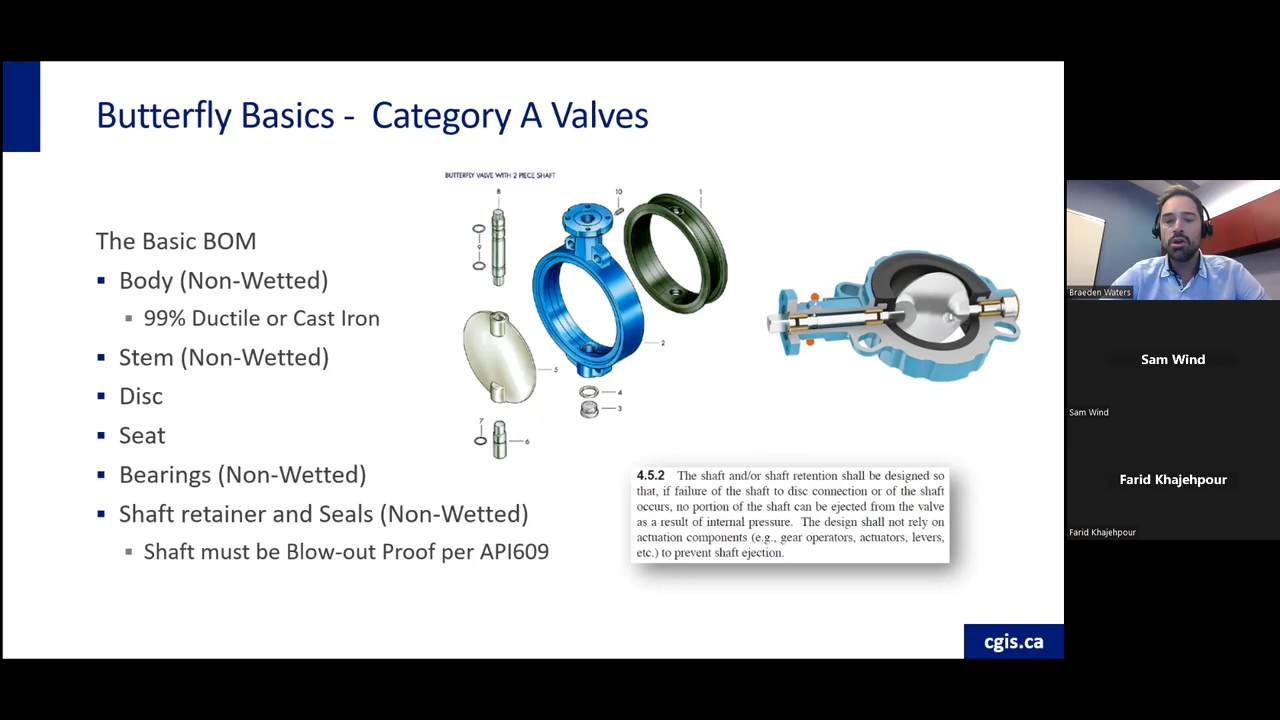 Butterfly Basics - Category A Valves
BUTTERFLY VALVE WITH 2 PIECE SHAFT
The Basic BOM
Body (Non-Wetted)
99% Ductile or Cast Iron
Stem (Non-Wetted)
Disc
Seat
Bearings (Non-Wetted)
Shaft retainer and Seals (Non-Wetted)
Shaft must be Blow-out Proof per API609
8
10
1
9
2
5
4
3
7
6
4.5.2 The shaft and/or shaft retention shall be designed so
that, if failure of the shaft to disc connection or of the shaft
occurs, no portion of the shaft can be ejected from the valve
as a result of internal pressure. The design shall not rely on
actuation components (e.g., gear operators, actuators, levers,
etc.) to prevent shaft ejection.
cgis.ca
Braeden Waters
Sam Wind
Sam Wind
Farid Khajehpour
Farid Khajehpour